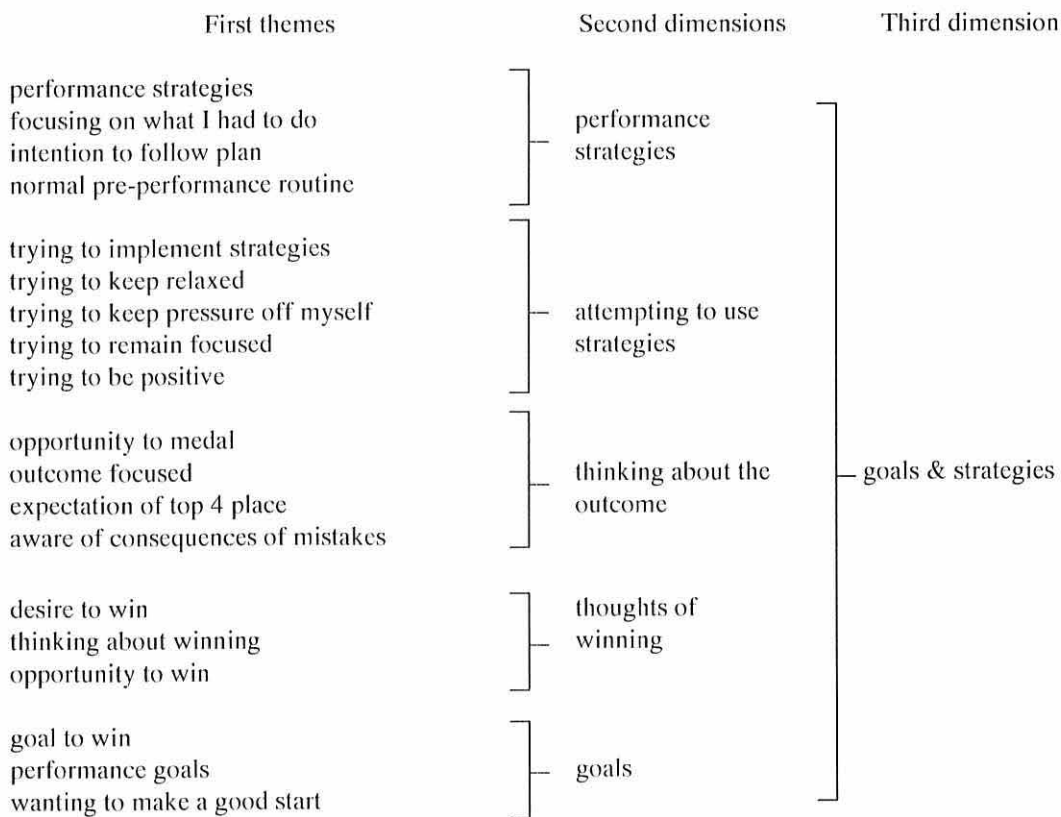 First themes Second dimensions Third dimension
performance strategies
focusing on what I had to do
intention to follow plan
normal pre-performance routine
performance
strategies
trying to implement strategies
trying to keep relaxed
trying to keep pressure off myself
trying to remain focused
trying to be positive
attempting to use
strategies
opportunity to medal
outcome focused
expectation of top 4 place
aware of consequences of mistakes
thinking about the
outcome
desire to win
thinking about winning
opportunity to win
thoughts of
winning
goal to win
performance goals
wanting to make a good start
goals
goals & strategies